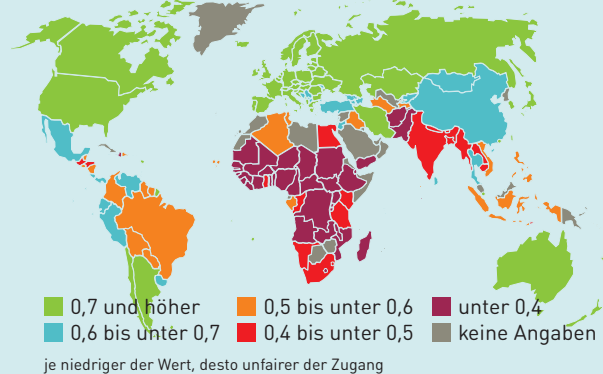 0,7 und höher 0,5 bis unter 0,6 unter 0,4
0,6 bis unter 0,7 0,4 bis unter 0,5 keine Angaben
je niedriger der Wert, desto unfairer der Zugang